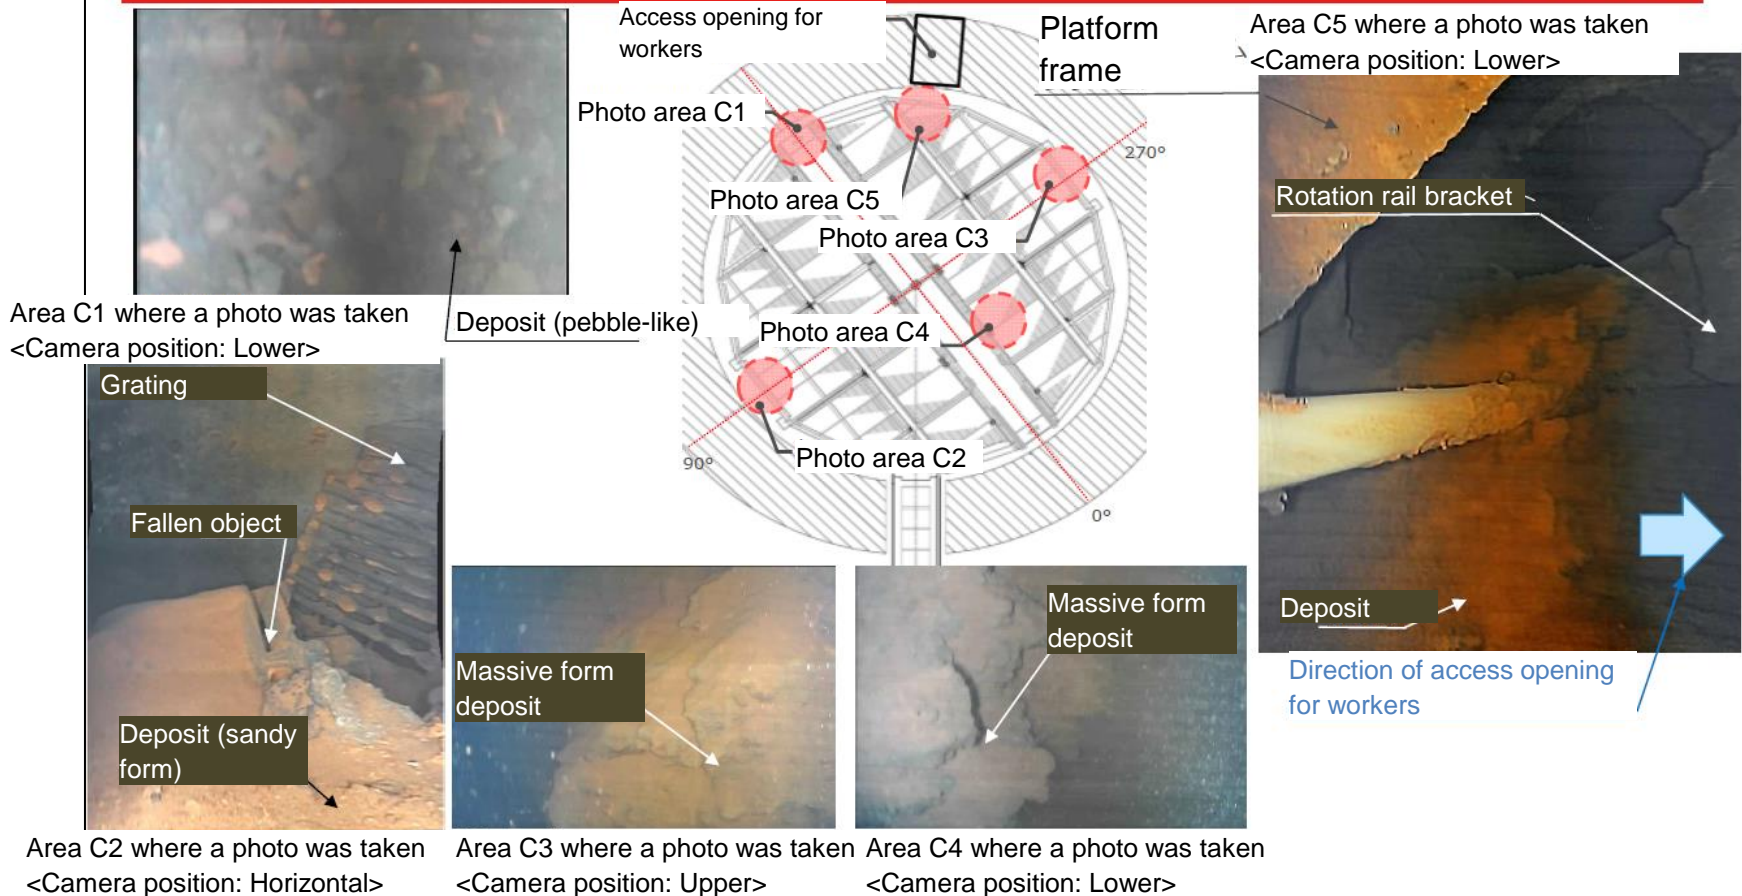 Access opening for
workers
Platform
frame
Area C5 where a photo was taken
<Camera position: Lower>
Photo area C1
270°
Photo area C5
Photo area C3
Rotation rail bracket
Area C1 where a photo was taken
<Camera position: Lower>
Deposit (pebble-like)
Photo area C4
Grating
Photo area C2
90°
0°
Fallen object
Massive form
deposit
Massive form
deposit
Deposit
Deposit (sandy
form)
Direction of access opening
for workers
Area C2 where a photo was taken
<Camera position: Horizontal>
Area C3 where a photo was taken
<Camera position: Upper>
Area C4 where a photo was taken
<Camera position: Lower>